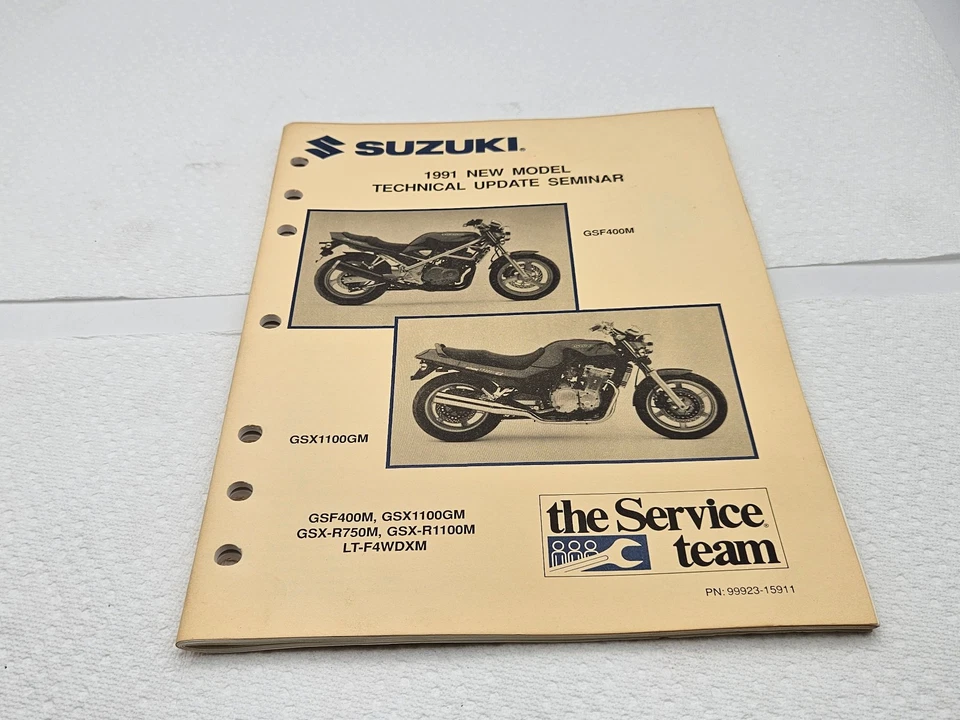 SUZUKI®
1991 NEW MODEL
TECHNICAL UPDATE SEMINAR
GSF400M
GSX1100GM
GSF400M, GSX1100GM
GSX-R750M, GSX-R1100M
LT-F4WDXM
the Service®
team
PN: 99923-15911